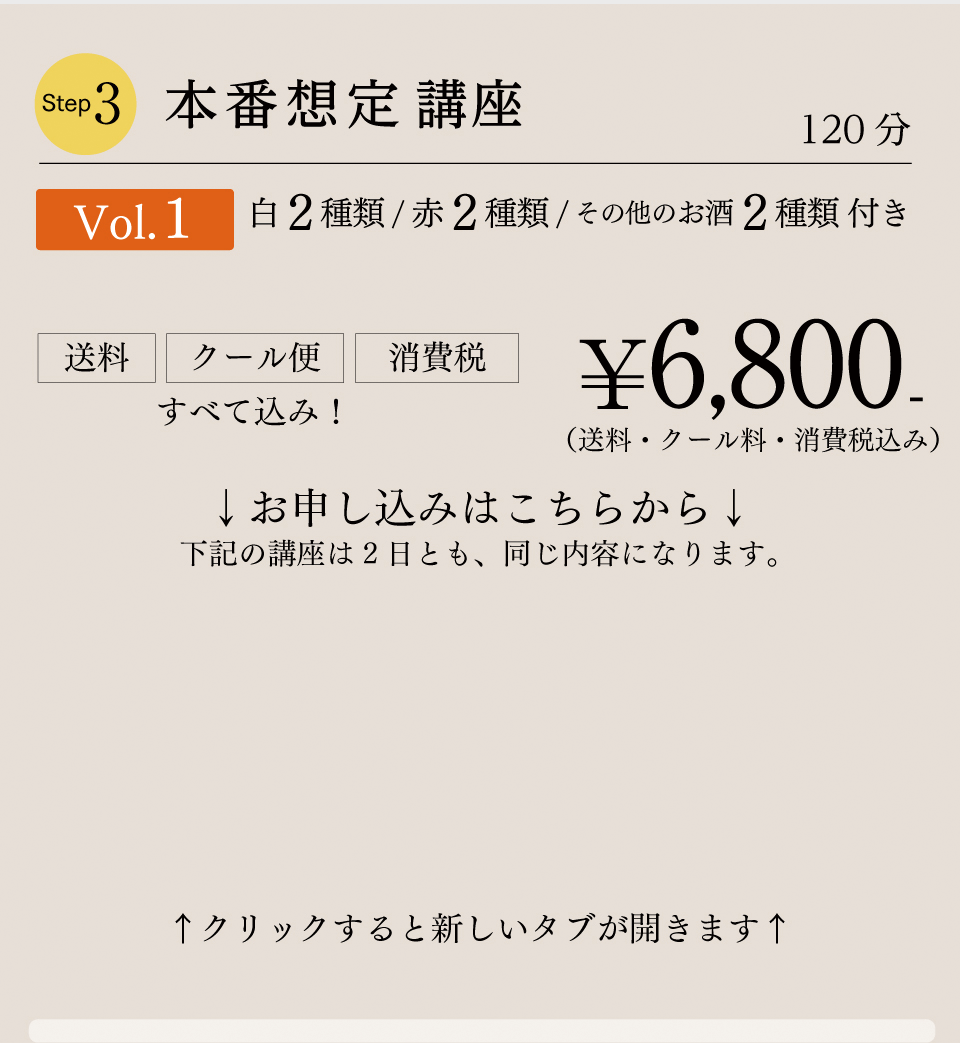 Step 3 本番想定 講座
120 分
Vol.1 白 2 種類 / 赤 2 種類 / その他のお酒 2 種類 付き
送料 クール便 消費税
すべて込み！
¥6,800-
（送料・クール料・消費税込み）
↓お申し込みはこちらから↓
下記の講座は２日とも、同じ内容になります。
↑クリックすると新しいタブが開きます↑